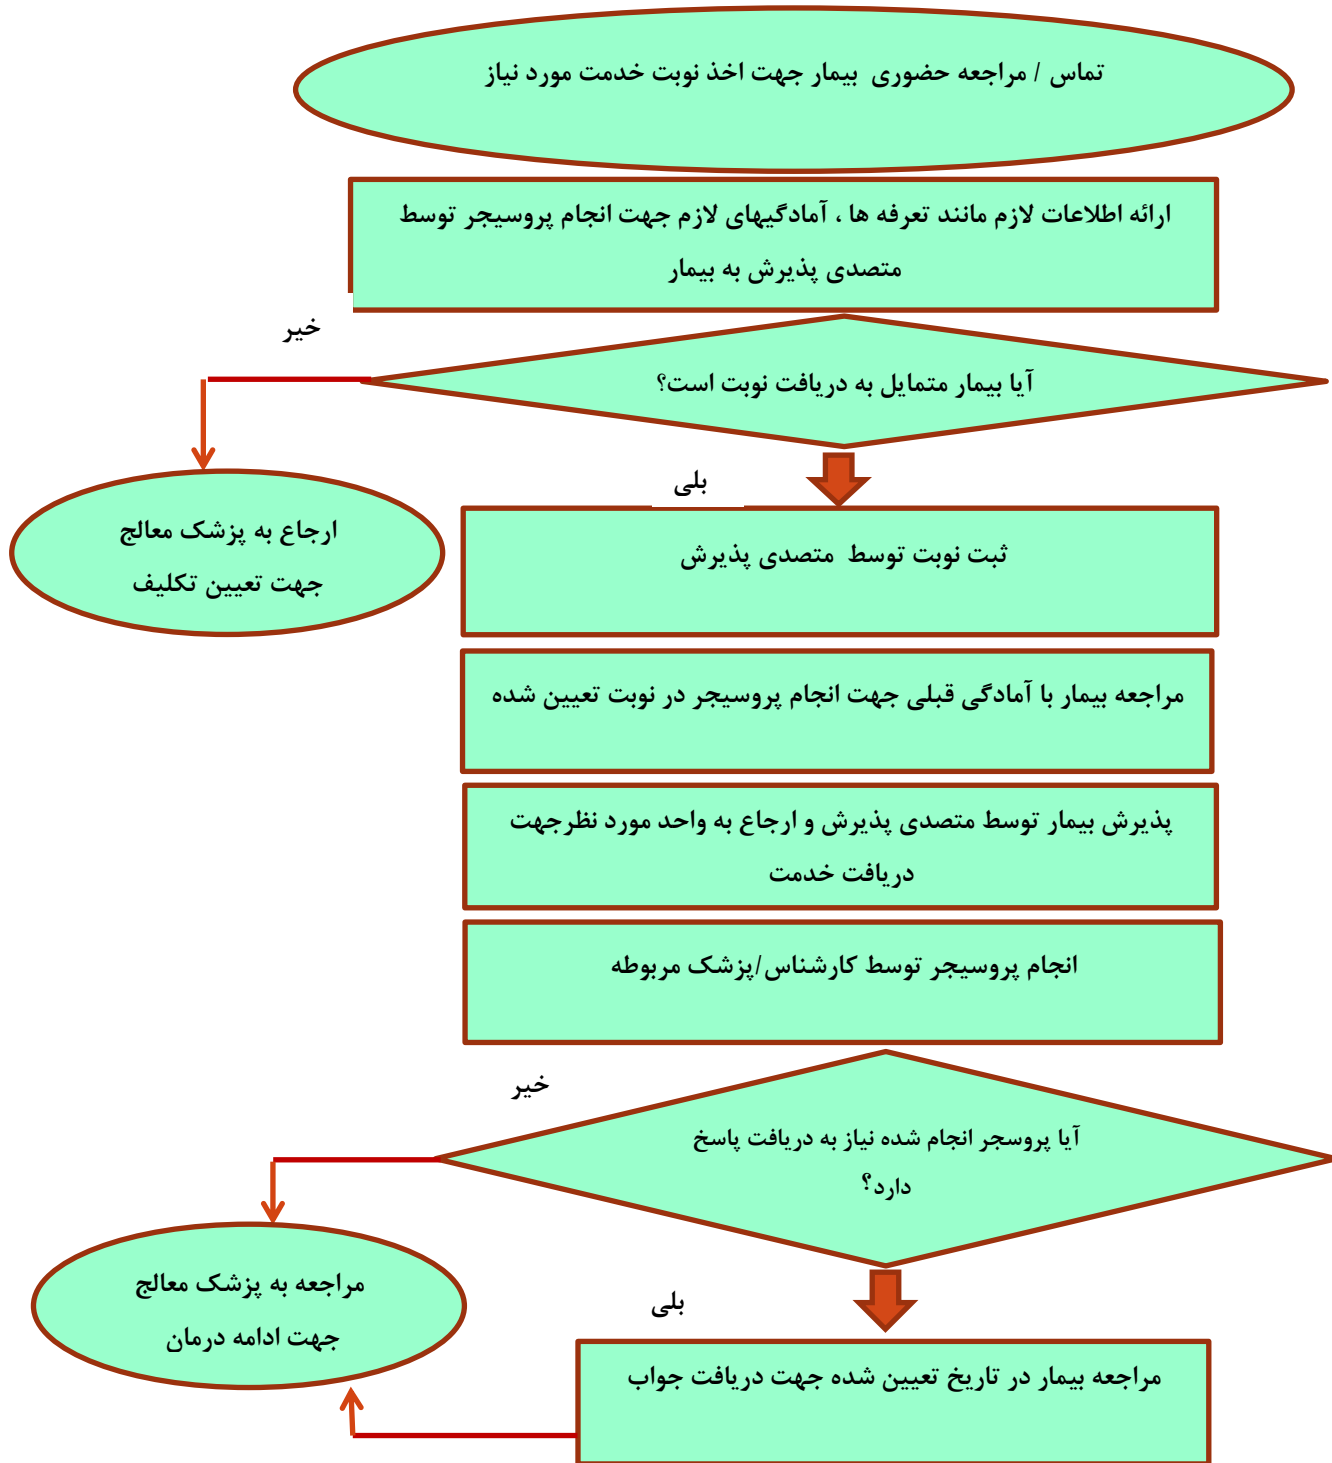 تماس / مراجعه حضوری بیمار جهت اخذ نوبت خدمت مورد نیاز
ارائه اطلاعات لازم مانند تعرفه ها ، آمادگیهای لازم جهت انجام پروسیجر توسط
متصدی پذیرش به بیمار
خیر
آیا بیمار متمایل به دریافت نوبت است؟
بلی
ارجاع به پزشک معالج
جهت تعیین تکلیف
ثبت نوبت توسط متصدی پذیرش
مراجعه بیمار با آمادگی قبلی جهت انجام پروسیجر در نوبت تعیین شده
پذیرش بیمار توسط متصدی پذیرش و ارجاع به واحد مورد نظرجهت
دریافت خدمت
انجام پروسیجر توسط کارشناس/پزشک مربوطه
خیر
آیا پروسجر انجام شده نیاز به دریافت پاسخ
دارد؟
بلی
مراجعه به پزشک معالج
جهت ادامه درمان
مراجعه بیمار در تاریخ تعیین شده جهت دریافت جواب